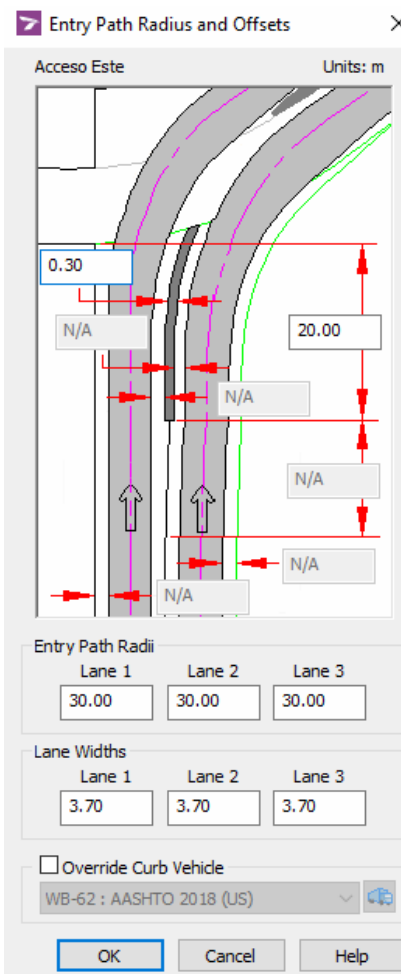 Entry Path Radius and Offsets
Acceso Este Units: m
0.30
N/A 20.00
N/A
N/A
N/A
N/A
Entry Path Radii
Lane 1 Lane 2 Lane 3
30.00 30.00 30.00
Lane Widths
Lane 1 Lane 2 Lane 3
3.70 3.70 3.70
Override Curb Vehicle
WB-62 : AASHTO 2018 (US)
OK Cancel Help